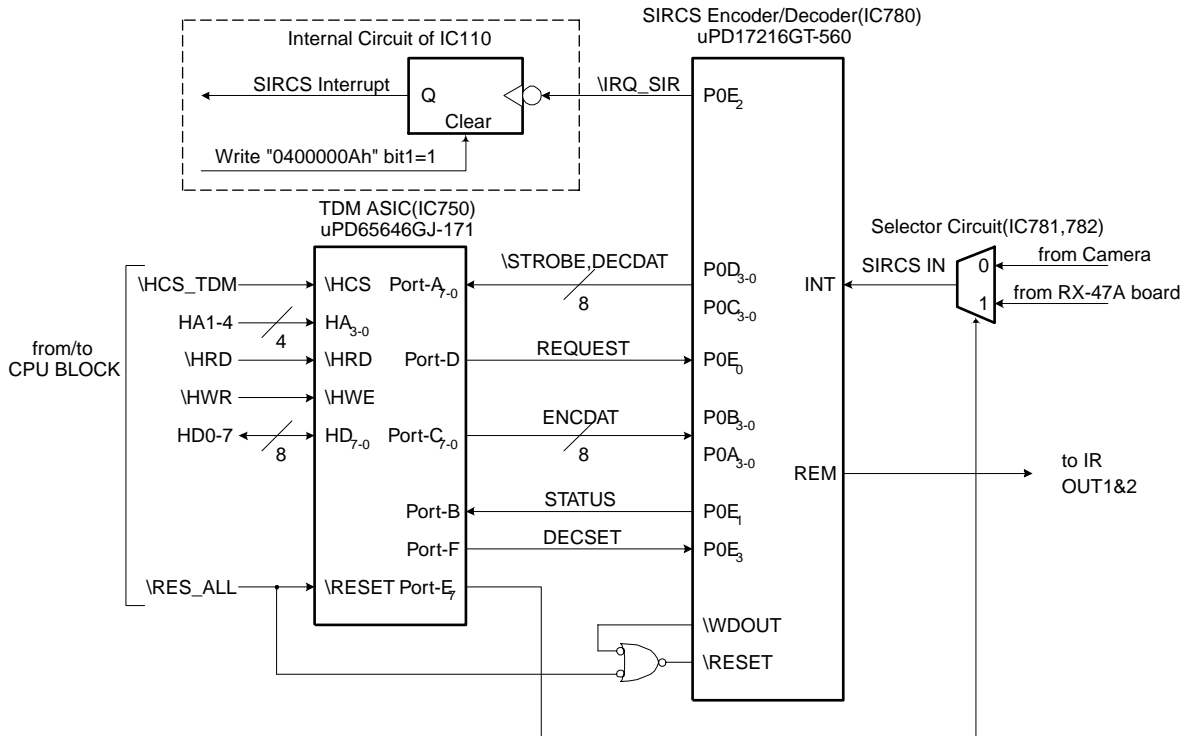 SIRCS Encoder/Decoder(IC780)
uPD17216GT-560
Internal Circuit of IC110
SIRCS Interrupt
Q
Clear
\IRQ_SIR
P0E2
Write "0400000Ah" bit1=1
TDM ASIC(IC750)
uPD65646GJ-171
Selector Circuit(IC781,782)
from/to
CPU BLOCK
\HCS_TDM
\HCS
Port-A7-0
\STROBE,DECDAT
8
P0D3-0
P0C3-0
INT
SIRCS IN
0
1
from Camera
from RX-47A board
HA1-4
4
HA3-0
\HRD
\HRD
Port-D
REQUEST
P0E0
\HWR
\HWE
HD0-7
8
HD7-0
Port-C7-0
ENCDAT
8
P0B3-0
P0A3-0
REM
to IR
OUT1&2
Port-B
STATUS
P0E1
Port-F
DECSET
P0E3
\RES_ALL
\RESET
Port-E7
\WDOUT
\RESET